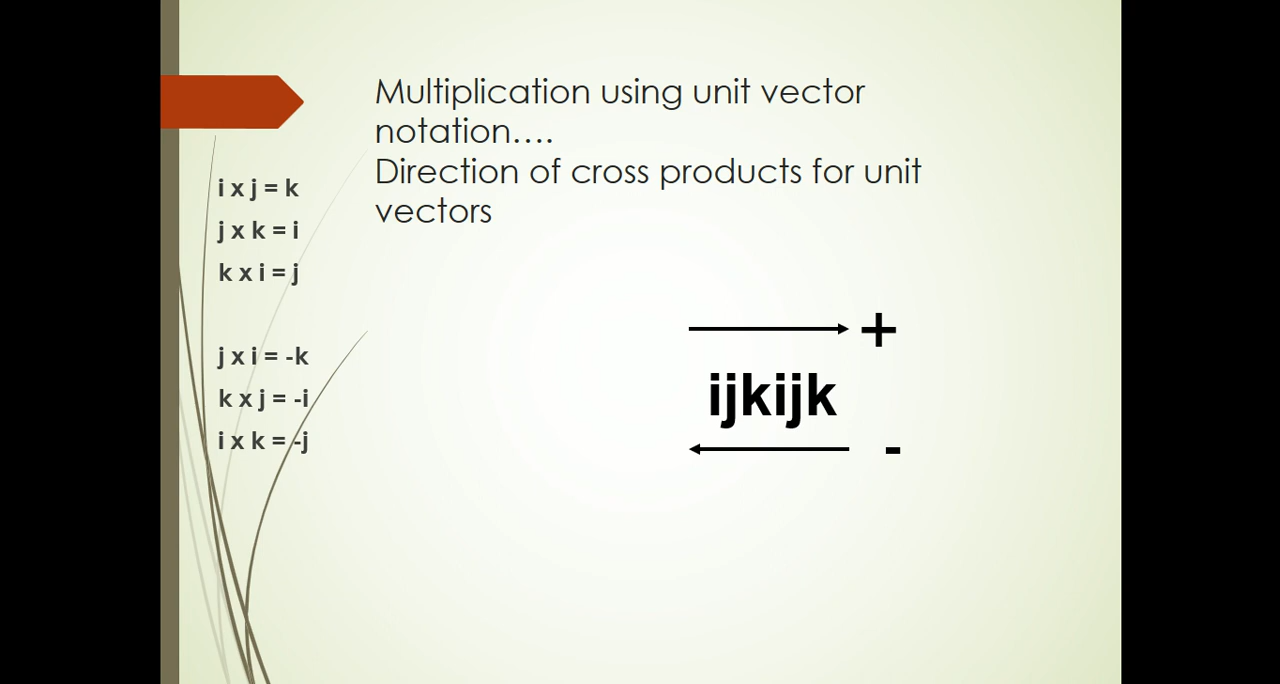 Multiplication using unit vector
notation….
Direction of cross products for unit
vectors
i x j = k
j x k = i
k x i = j
j x i = -k
k x j = -i
i x k = -j
+
ijkijk
-